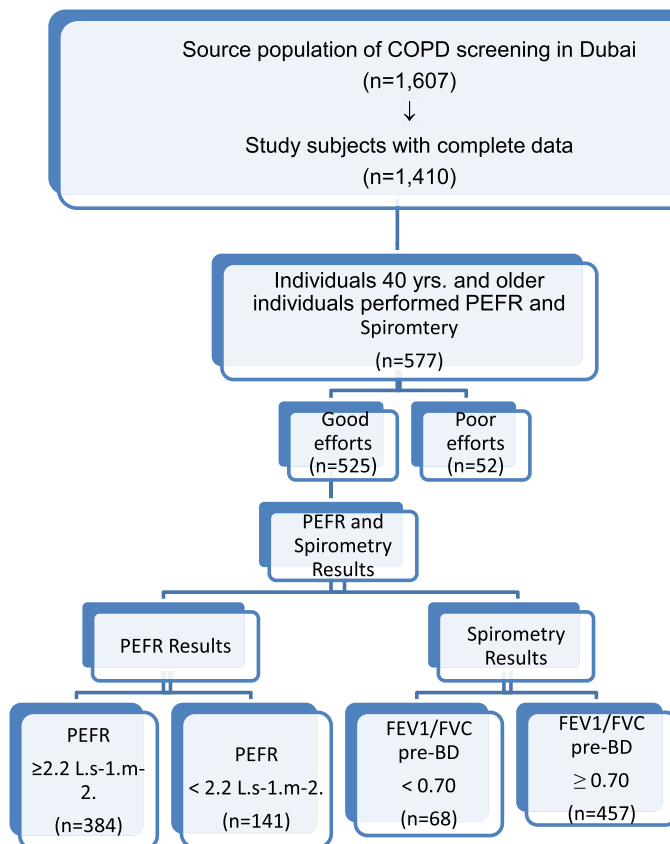 Source population of COPD screening in Dubai
(n=1,607)
↓
Study subjects with complete data
(n=1,410)
Individuals 40 yrs. and older
individuals performed PEFR and
Spiromtery
(n=577)
Good
efforts
(n=525)
Poor
efforts
(n=52)
PEFR and
Spirometry
Results
PEFR Results
Spirometry
Results
PEFR
≥2.2 L.s-1.m-
2.
(n=384)
PEFR
< 2.2 L.s-1.m-2.
(n=141)
FEV1/FVC
pre-BD
< 0.70
(n=68)
FEV1/FVC
pre-BD
≥ 0.70
(n=457)